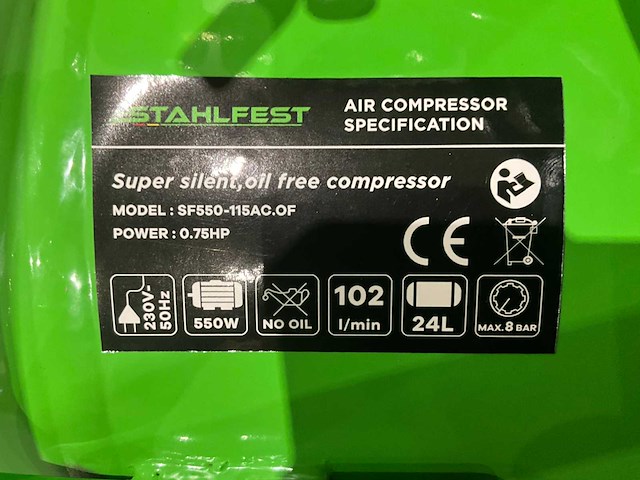 STAHLFEST
AIR COMPRESSOR
SPECIFICATION
Super silent,oil free compressor
MODEL : SF550-115AC.OF
POWER : 0.75HP
CE
230V-
50Hz
550W
NO OIL
102
l/min
24L
MAX. 8 BAR